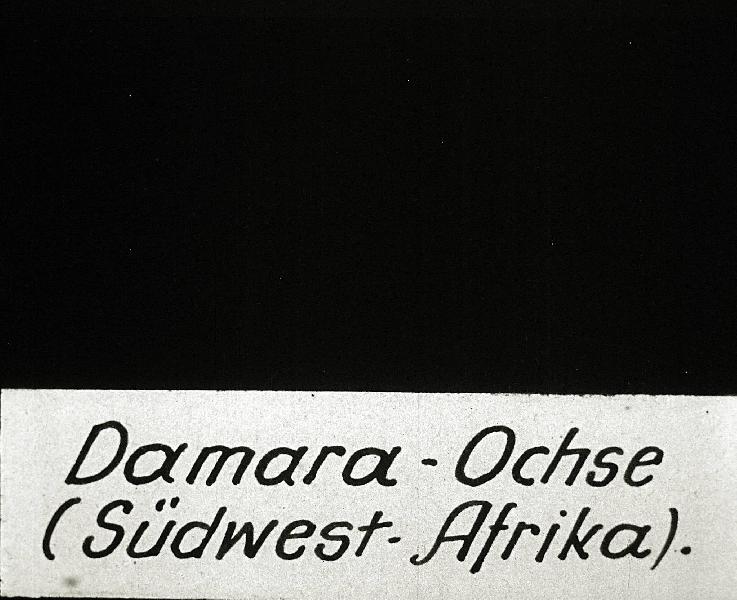 Damara - Ochse
(Südwest- Afrika).